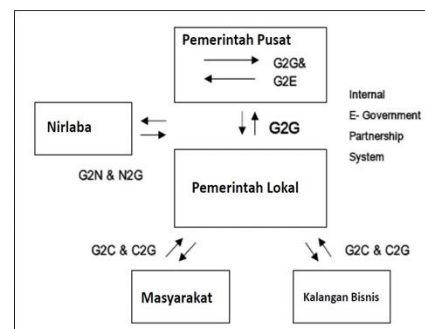 Pemerintah Pusat
G2G&
G2E
Internal
E- Government
Partnership
System
Nirlaba
G2G
G2N & N2G
Pemerintah Lokal
G2C & C2G
G2C & C2G
Masyarakat
Kalangan Bisnis